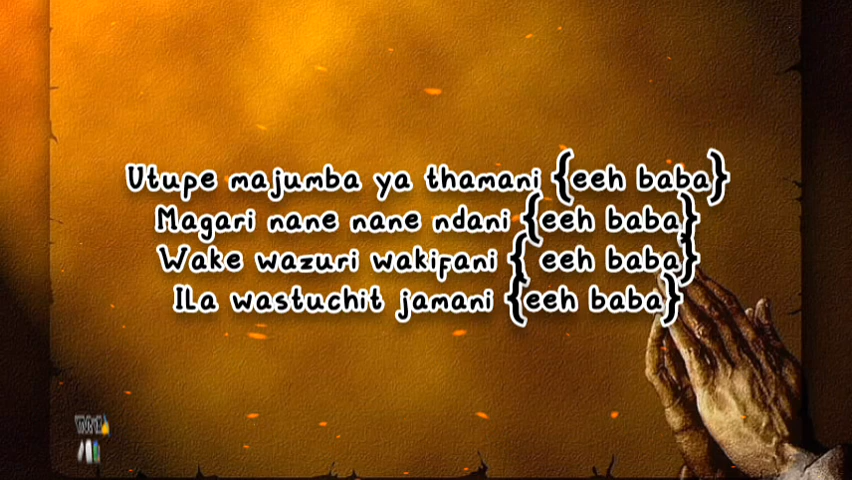 Utupe majumba ya thamani {eeh baba}
Magari nane nane ndani {eeh baba}
Wake wazuri wakifani { eeh baba}
ILa wastuchit jamani {eeh baba}